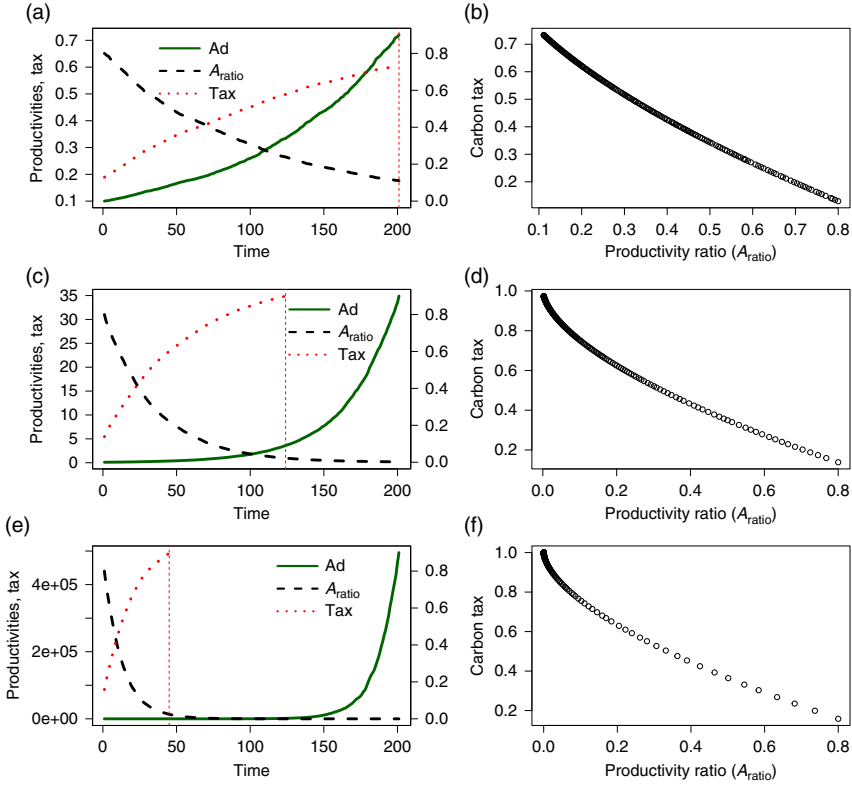 (a)
Productivities, tax
0.7
0.6
0.5
0.4
0.3
0.2
0.1
Ad
A_ratio
Tax
0.8
0.6
0.4
0.2
0.0
0 50 100 150 200
Time
(b)
Carbon tax
0.7
0.6
0.5
0.4
0.3
0.2
0.1 0.2 0.3 0.4 0.5 0.6 0.7 0.8
Productivity ratio (A_ratio)
(c)
Productivities, tax
35
30
25
20
15
10
5
0
Ad
A_ratio
Tax
0.8
0.6
0.4
0.2
0.0
0 50 100 150 200
Time
(d)
Carbon tax
1.0
0.8
0.6
0.4
0.2
0.0 0.2 0.4 0.6 0.8
Productivity ratio (A_ratio)
(e)
Productivities, tax
4e+05
2e+05
0e+00
Ad
A_ratio
Tax
0.8
0.6
0.4
0.2
0.0
0 50 100 150 200
Time
(f)
Carbon tax
1.0
0.8
0.6
0.4
0.2
0.0 0.2 0.4 0.6 0.8
Productivity ratio (A_ratio)